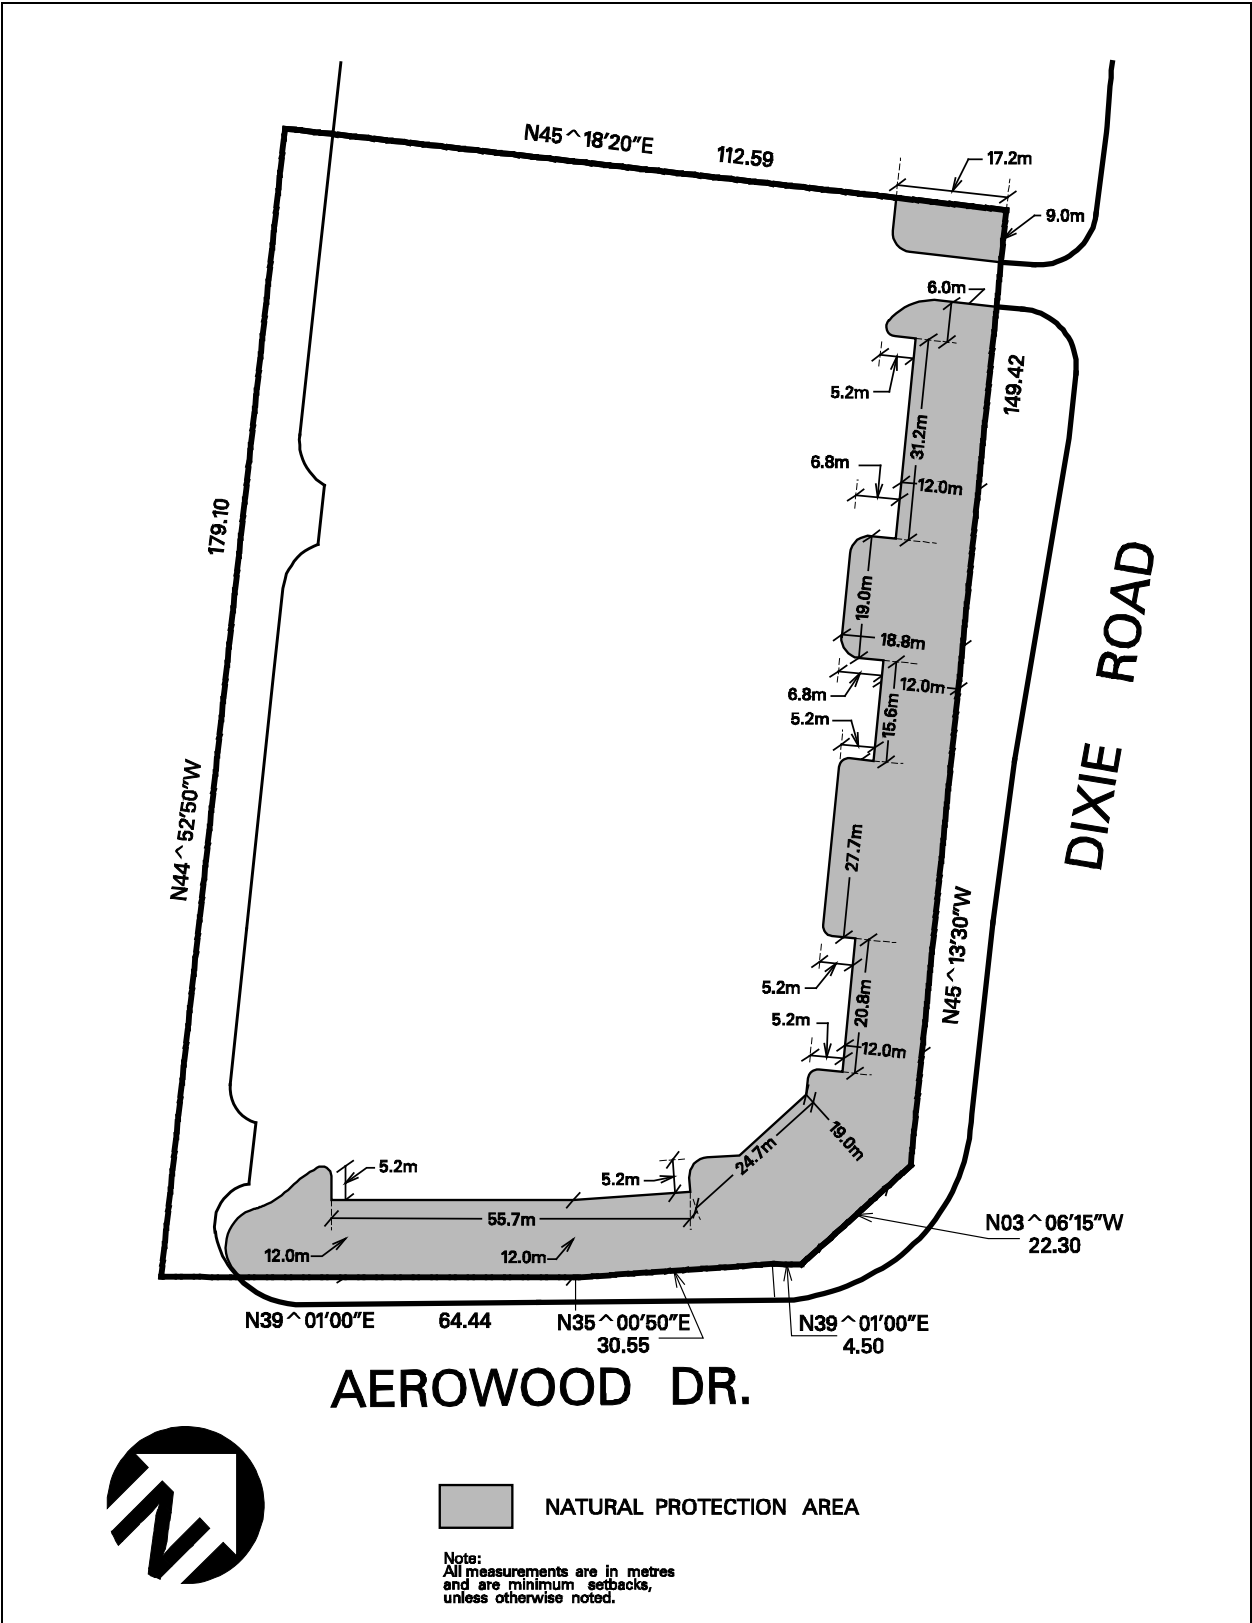 N45^18'20"E
112.59
17.2m
9.0m
6.0m
149.42
5.2m
31.2m
6.8m
12.0m
179.10
19.0m
18.8m
6.8m
12.0m
15.6m
5.2m
DIXIE ROAD
N44^52'50"W
27.7m
N45^13'30"W
5.2m
20.8m
5.2m
12.0m
19.0m
24.7m
5.2m
5.2m
55.7m
12.0m
12.0m
N03^06'15"W
22.30
N39^01'00"E
64.44
N35^00'50"E
30.55
N39^01'00"E
4.50
AEROWOOD DR.
N
NATURAL PROTECTION AREA
Note:
All measurements are in metres
and are minimum setbacks,
unless otherwise noted.